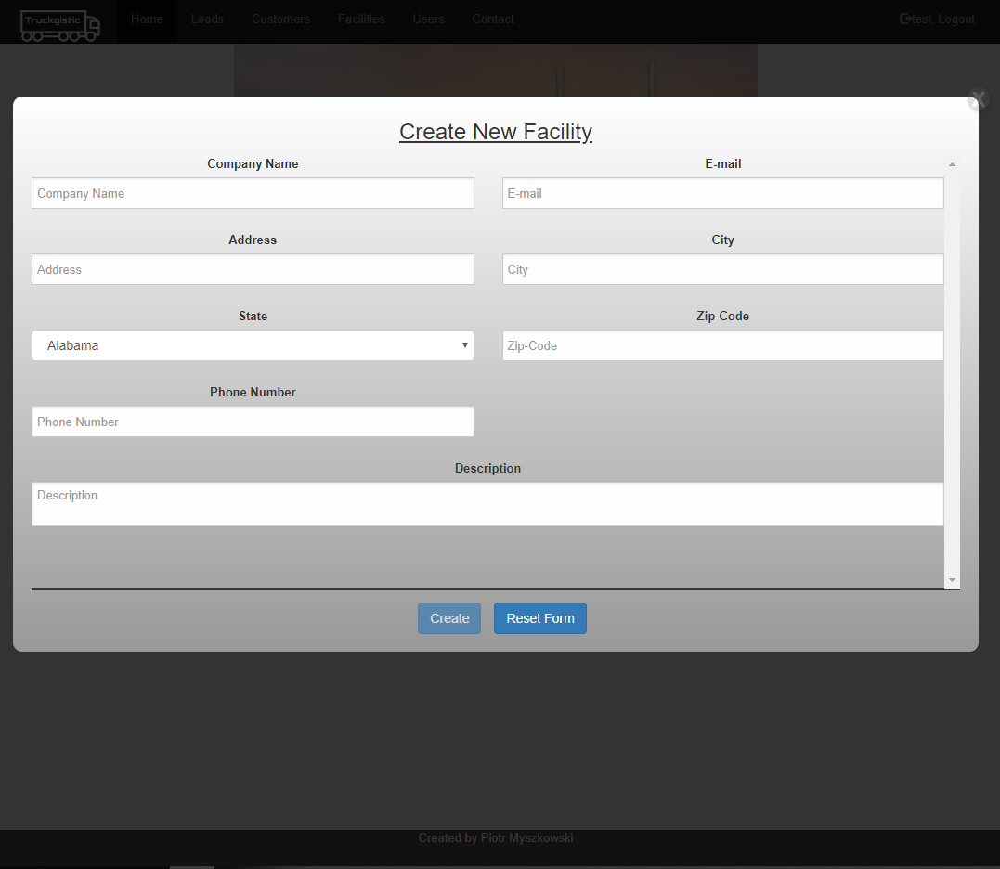 Truckgistic
Home Loads Customers Facilities Users Contact test, Logout
X
Create New Facility
Company Name E-mail
Company Name E-mail
Address City
Address City
State Zip-Code
Alabama Zip-Code
Phone Number
Phone Number
Description
Description
Create Reset Form
Created by Piotr Myszkowski